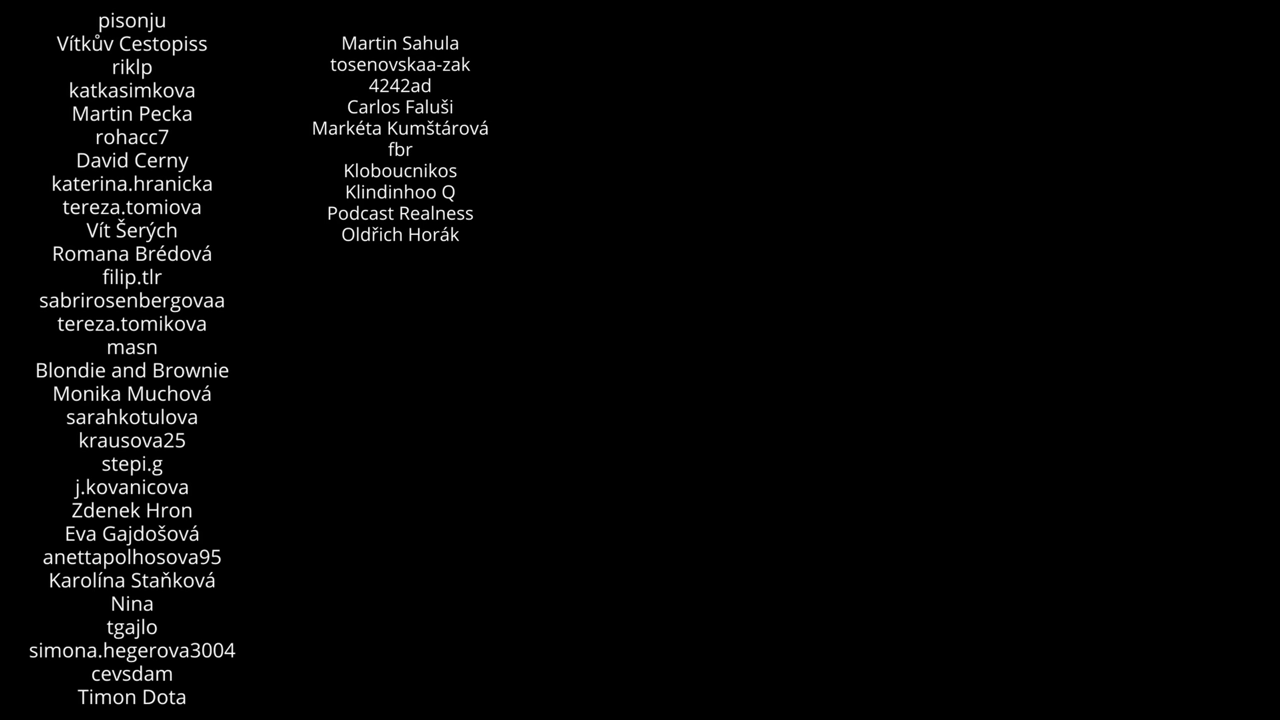 pisonju
Vítkův Cestopiss
riklp
katkasimkova
Martin Pecka
rohacc7
David Cerny
katerina.hranicka
tereza.tomiova
Vít Šerých
Romana Brédová
filip.tlr
sabrirosenbergovaa
tereza.tomikova
masn
Blondie and Brownie
Monika Muchová
sarahkotulova
krausova25
stepi.g
j.kovanicova
Zdenek Hron
Eva Gajdošová
anettapolhosova95
Karolína Staňková
Nina
tgajlo
simona.hegerova3004
cevsdam
Timon Dota
Martin Sahula
tosenovskaa-zak
4242ad
Carlos Faluši
Markéta Kumštárová
fbr
Kloboucnikos
Klindinhoo Q
Podcast Realness
Oldřich Horák